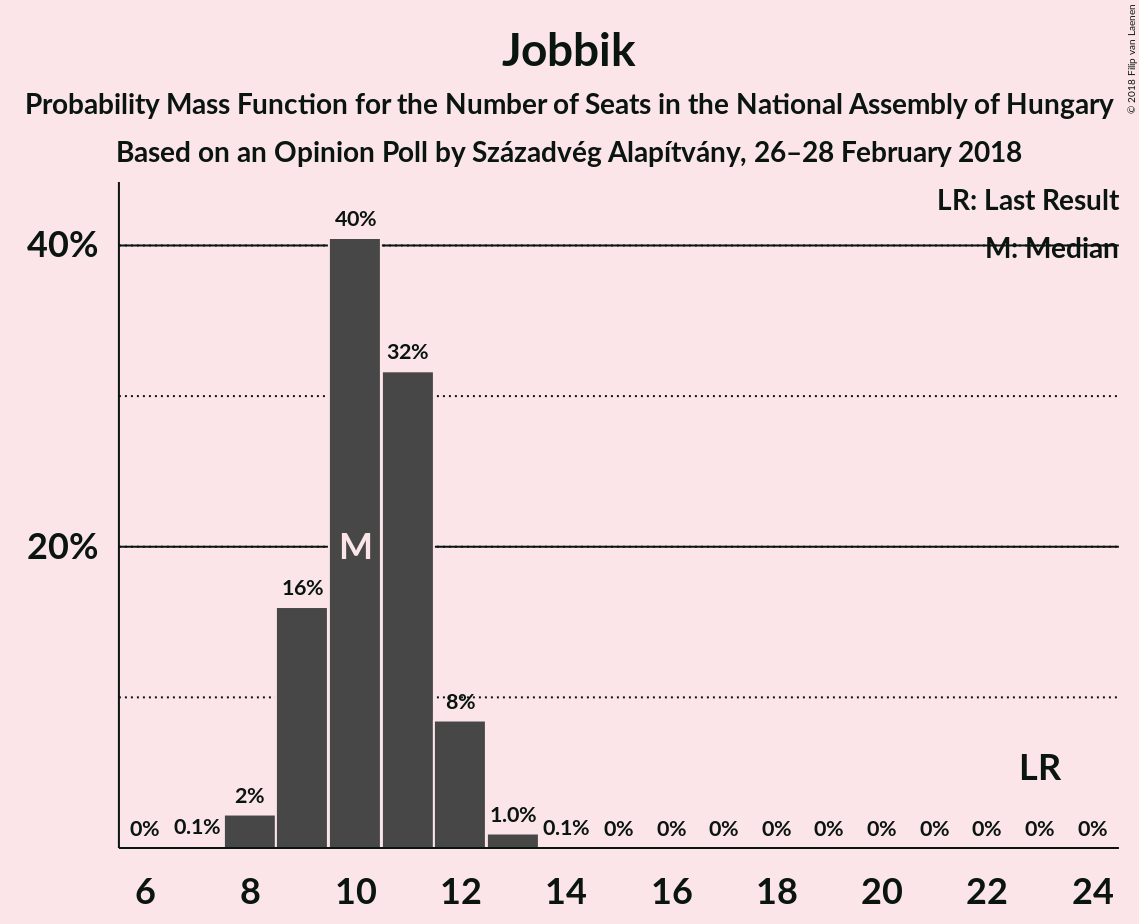 Jobbik
Probability Mass Function for the Number of Seats in the National Assembly of Hungary
Based on an Opinion Poll by Századvég Alapítvány, 26–28 February 2018
© 2018 Filip van Laenen
LR: Last Result
M: Median
40%
20%
0%
0.1%
2%
16%
40%
32%
8%
1.0%
0.1%
0%
0%
0%
0%
0%
0%
0%
0%
0%
0%
M
LR
6 8 10 12 14 16 18 20 22 24